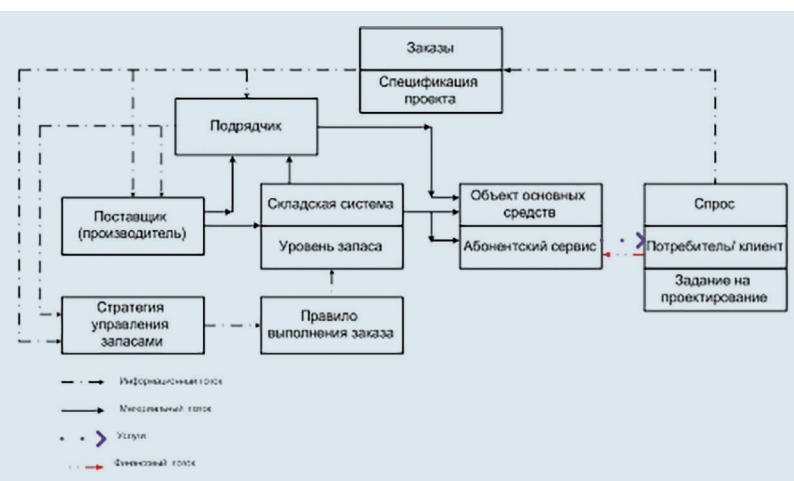 Заказы
Спецификация
проекта
Подрядчик
Поставщик
(производитель)
Складская система
Уровень запаса
Объект основных
средств
Абонентский сервис
Спрос
Потребитель/ клиент
Задание на
проектирование
Стратегия
управления
запасами
Правило
выполнения заказа
Информационный поток
Материальный поток
Услуги
Финансовый поток